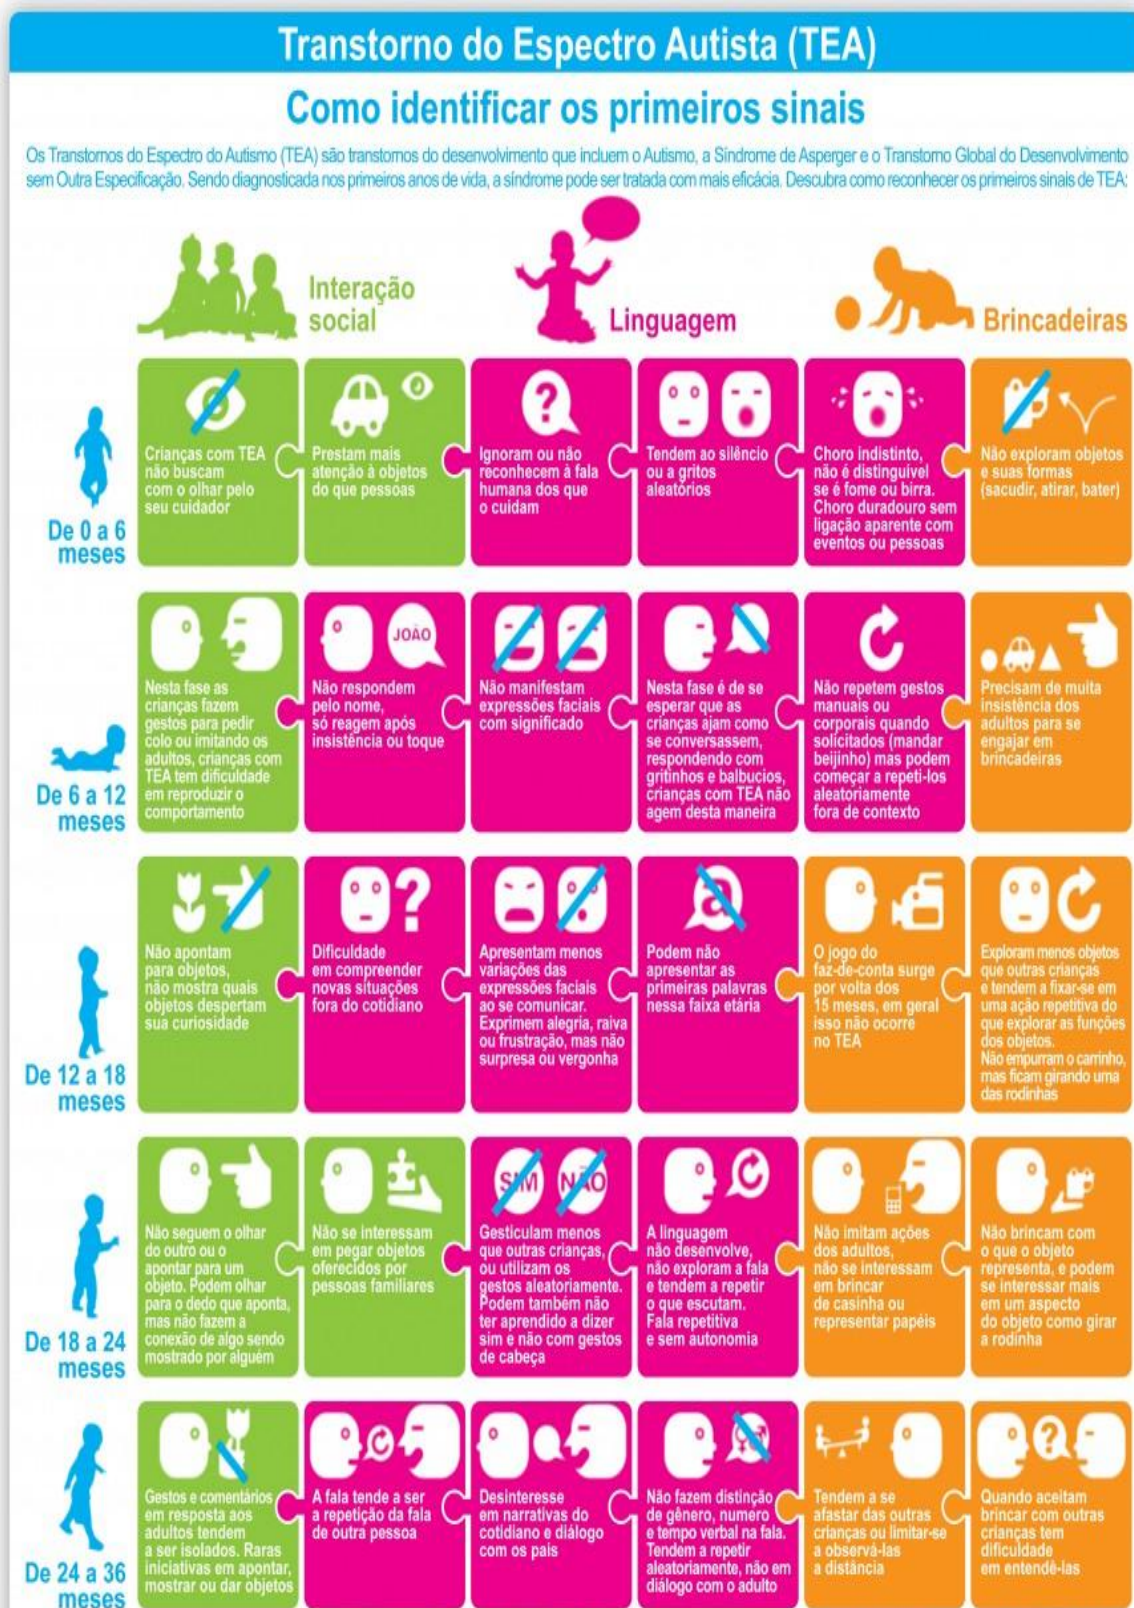 Transtorno do Espectro Autista (TEA)
Como identificar os primeiros sinais
Os Transtornos do Espectro do Autismo (TEA) são transtornos do desenvolvimento que incluem o Autismo, a Síndrome de Asperger e o Transtorno Global do Desenvolvimento
sem Outra Especificação. Sendo diagnosticada nos primeiros anos de vida, a síndrome pode ser tratada com mais eficácia. Descubra como reconhecer os primeiros sinais de TEA:
Interação
social
Linguagem
Brincadeiras
De 0 a 6
meses
Crianças com TEA
não buscam
com o olhar pelo
seu cuidador
Prestam mais
atenção à objetos
do que pessoas
?
Ignoram ou não
reconhecem à fala
humana dos que
o cuidam
Tendem ao silêncio
ou a gritos
aleatórios
Choro indistinto,
não é distinguível
se é fome ou birra.
Choro duradouro sem
ligação aparente com
eventos ou pessoas
Não exploram objetos
e suas formas
(sacudir, atirar, bater)
De 6 a 12
meses
Nesta fase as
crianças fazem
gestos para pedir
colo ou imitando os
adultos, crianças com
TEA tem dificuldade
em reproduzir o
comportamento
JOÃO
Não respondem
pelo nome,
só reagem após
insistência ou toque
Não manifestam
expressões faciais
com significado
Nesta fase é de se
esperar que as
crianças ajam como
se conversassem,
respondendo com
gritinhos e balbucios,
crianças com TEA não
agem desta maneira
Não repetem gestos
manuais ou
corporais quando
solicitados (mandar
beijinho) mas podem
começar a repeti-los
aleatoriamente
fora de contexto
Precisam de muita
insistência dos
adultos para se
engajar em
brincadeiras
De 12 a 18
meses
Não apontam
para objetos,
não mostra quais
objetos despertam
sua curiosidade
?
Dificuldade
em compreender
novas situações
fora do cotidiano
Apresentam menos
variações das
expressões faciais
ao se comunicar.
Exprimem alegria, raiva
ou frustração, mas não
surpresa ou vergonha
a
Podem não
apresentar as
primeiras palavras
nessa faixa etária
O jogo do
faz-de-conta surge
por volta dos
15 meses, em geral
isso não ocorre
no TEA
Exploram menos objetos
que outras crianças
e tendem a fixar-se em
uma ação repetitiva do
que explorar as funções
dos objetos.
Não empurram o carrinho,
mas ficam girando uma
das rodinhas
De 18 a 24
meses
Não seguem o olhar
do outro ou o
apontar para um
objeto. Podem olhar
para o dedo que aponta,
mas não fazem a
conexão de algo sendo
mostrado por alguém
Não se interessam
em pegar objetos
oferecidos por
pessoas familiares
SIM NÃO
Gesticulam menos
que outras crianças,
ou utilizam os
gestos aleatoriamente.
Podem também não
ter aprendido a dizer
sim e não com gestos
de cabeça
A linguagem
não desenvolve,
não exploram a fala
e tendem a repetir
o que escutam.
Fala repetitiva
e sem autonomia
Não imitam ações
dos adultos,
não se interessam
em brincar
de casinha ou
representar papéis
Não brincam com
o que o objeto
representa, e podem
se interessar mais
em um aspecto
do objeto como girar
a rodinha
De 24 a 36
meses
Gestos e comentários
em resposta aos
adultos tendem
a ser isolados. Raras
iniciativas em apontar,
mostrar ou dar objetos
A fala tende a ser
a repetição da fala
de outra pessoa
Desinteresse
em narrativas do
cotidiano e diálogo
com os pais
Não fazem distinção
de gênero, numero
e tempo verbal na fala.
Tendem a repetir
aleatoriamente, não em
diálogo com o adulto
Tendem a se
afastar das outras
crianças ou limitar-se
a observá-las
a distância
?
Quando aceitam
brincar com outras
crianças tem
dificuldade
em entendê-las